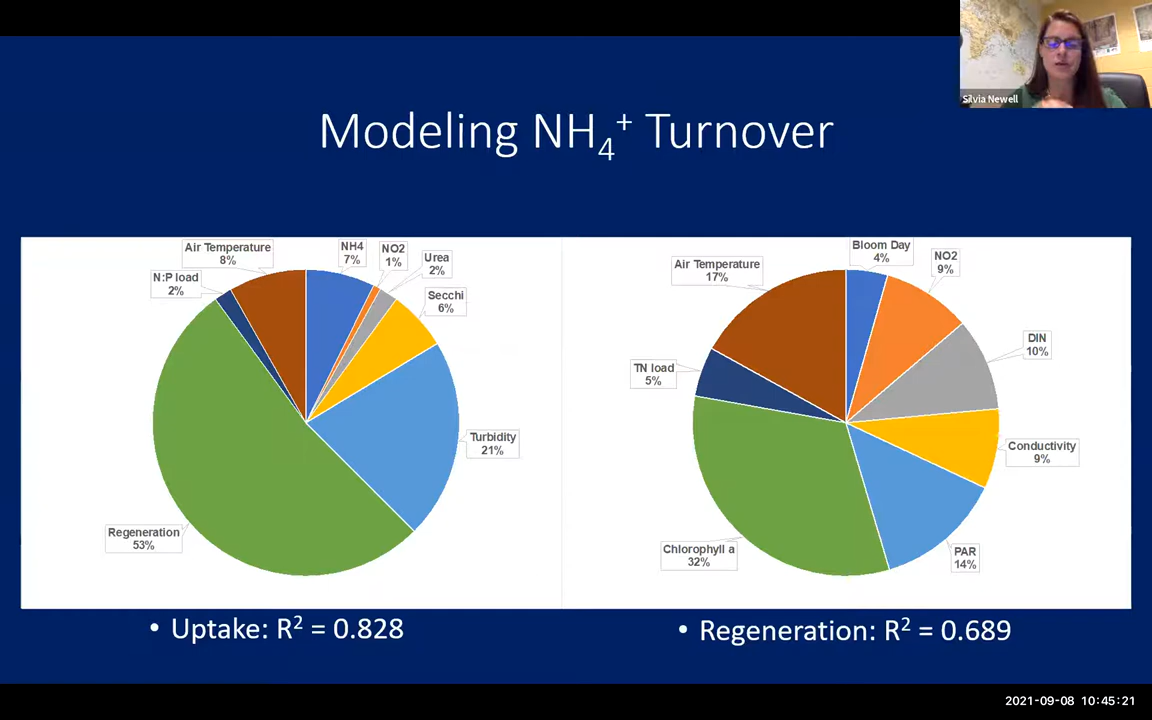 Silvia Newell
Modeling NH₄⁺ Turnover
Air Temperature
8%
NH4
7%
NO2
1%
Urea
2%
N:P load
2%
Secchi
6%
Turbidity
21%
Regeneration
53%
Bloom Day
4%
NO2
9%
Air Temperature
17%
DIN
10%
TN load
5%
Conductivity
9%
Chlorophyll a
32%
PAR
14%
• Uptake: R² = 0.828
• Regeneration: R² = 0.689
2021-09-08 10:45:21